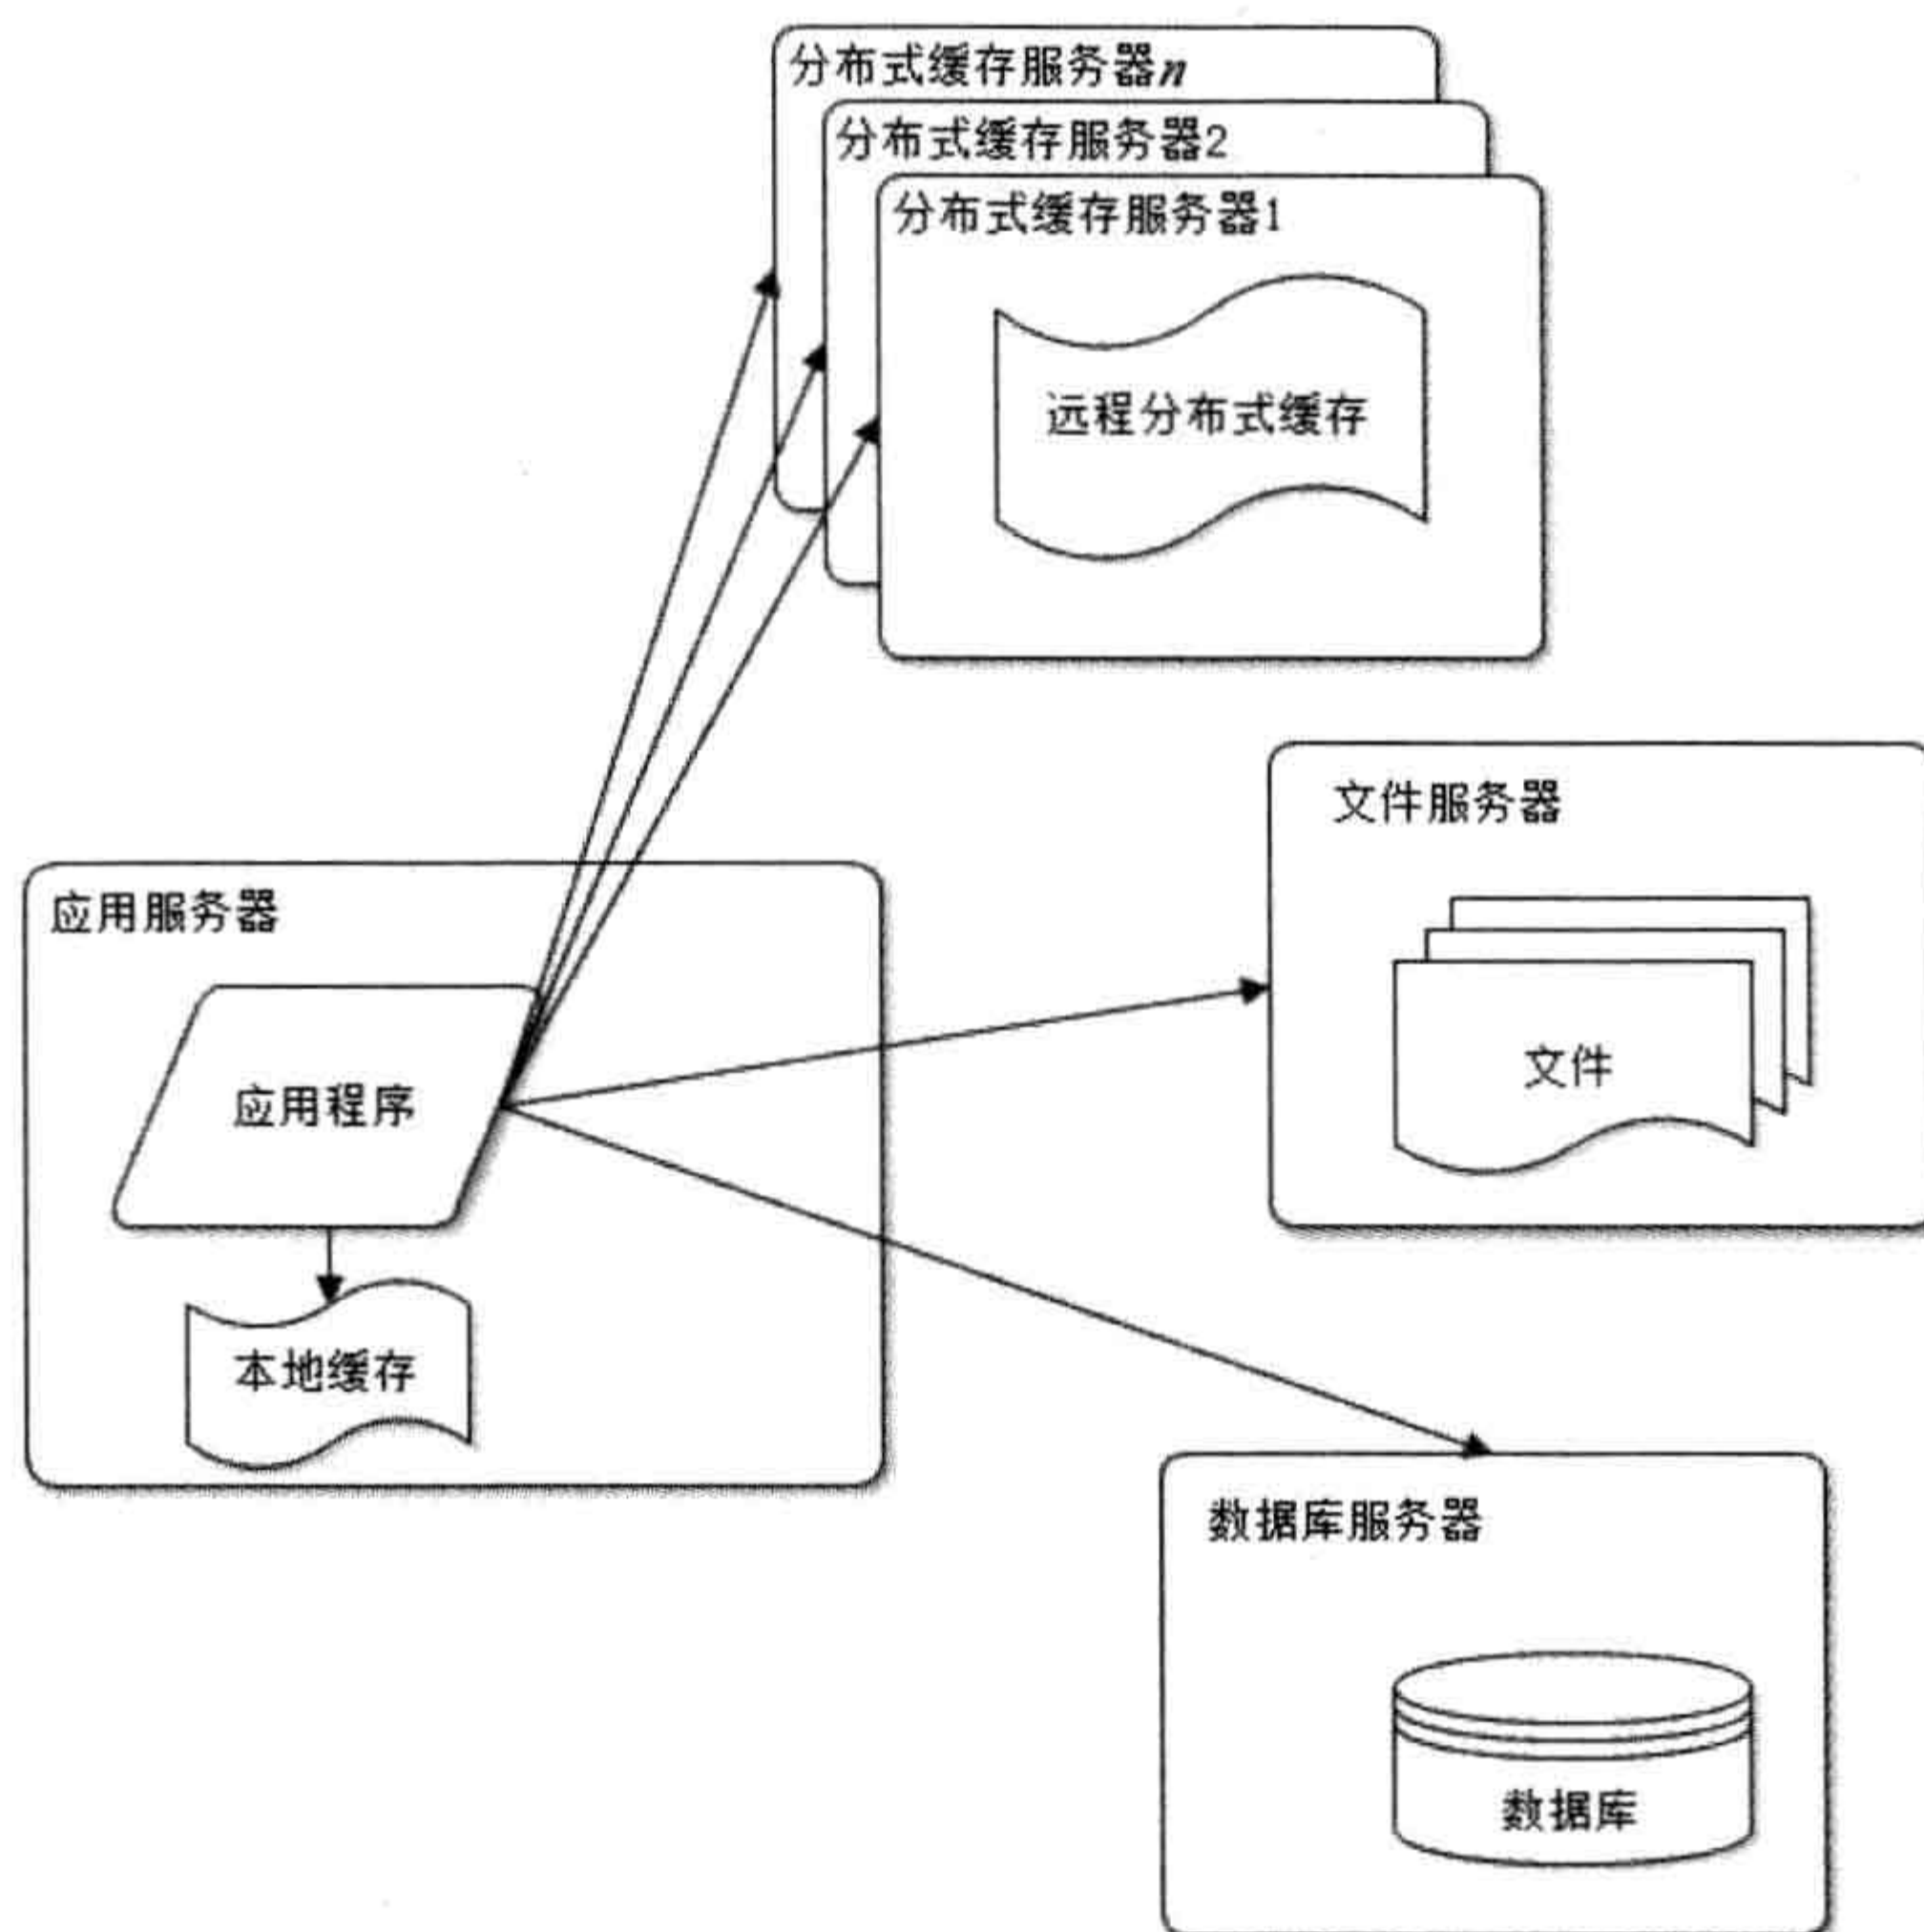 分布式缓存服务器n
分布式缓存服务器2
分布式缓存服务器1
远程分布式缓存
文件服务器
文件
应用服务器
应用程序
本地缓存
数据库服务器
数据库